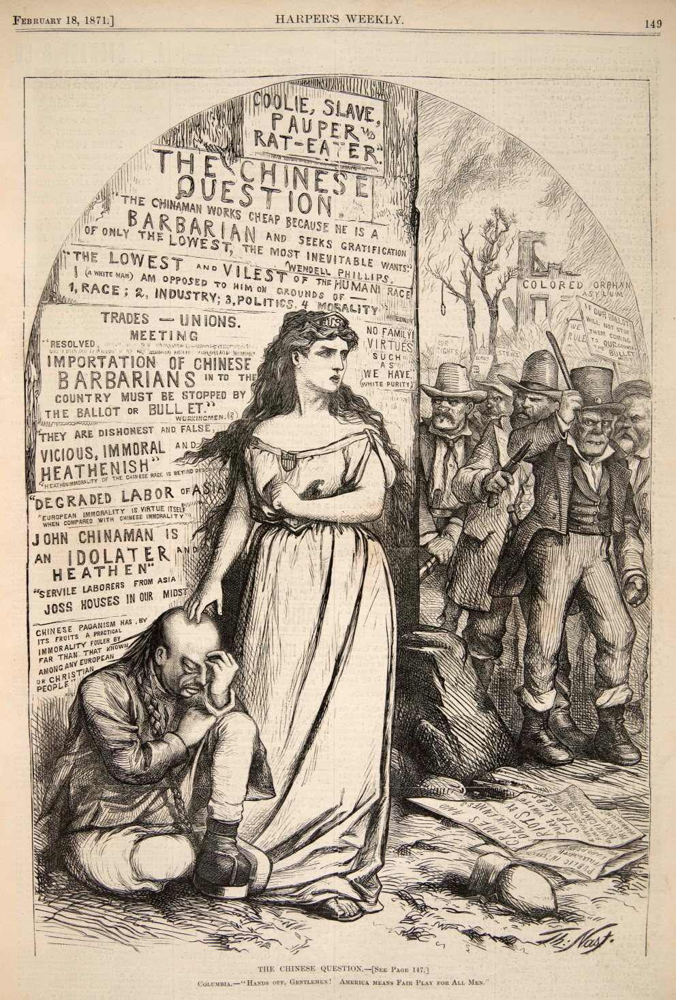 FEBRUARY 18, 1871.]
HARPER'S WEEKLY.
149
COOLIE, SLAVE,
PAUPER AND
RAT-EATER."
THE CHINESE
QUESTION.
"THE CHINAMAN WORKS CHEAP BECAUSE HE IS A
BARBARIAN AND SEEKS GRATIFICATION
OF ONLY THE LOWEST, THE MOST INEVITABLE WANTS."
WENDELL PHILLIPS.
"THE LOWEST AND VILEST OF THE HUMAN RACE
I (A WHITE MAN) AM OPPOSED TO HIM ON GROUNDS OF —
1, RACE; 2, INDUSTRY; 3, POLITICS. 4 MORALITY"
TRADES — UNIONS.
MEETING
"RESOLVED.
IMPORTATION OF CHINESE
BARBARIANS IN TO THE
COUNTRY MUST BE STOPPED BY
THE BALLOT OR BULLET."
WORKINGMEN.(?)
"THEY ARE DISHONEST AND FALSE,
VICIOUS, IMMORAL AND
HEATHENISH"
"HEATHEN IMMORALITY OF THE CHINESE RACE IS BEYOND DESCRIPTION
"DEGRADED LABOR OF ASIA
"EUROPEAN IMMORALITY IS VIRTUE ITSELF
WHEN COMPARED WITH CHINESE IMMORALITY"
JOHN CHINAMAN IS
AN IDOLATER AND
HEATHEN"
"SERVILE LABORERS FROM ASIA
JOSS HOUSES IN OUR MIDST
CHINESE PAGANISM HAS, BY
ITS FRUITS A PRACTICAL
IMMORALITY FOULER BY
FAR THAN THAT KNOWN
AMONG ANY EUROPEAN
OR CHRISTIAN
PEOPLE"
NO FAMILY
VIRTUES
SUCH
AS
WE HAVE
(WHITE PURITY)
U.S.
COLORED ORPHAN
ASYLUM
IF OUR BALLOT
WILL NOT STOP
THEM COMING
TO OUR COUNTRY
THE BULLET
WE
RULE
OUR
RIGHTS
BLOOD
STRIKE
CRIMES AND
DRUNKENNESS
RIOTS BY
Th: Nast.
THE CHINESE QUESTION.—[SEE PAGE 147.]
COLUMBIA.—"HANDS OFF, GENTLEMEN! AMERICA MEANS FAIR PLAY FOR ALL MEN."